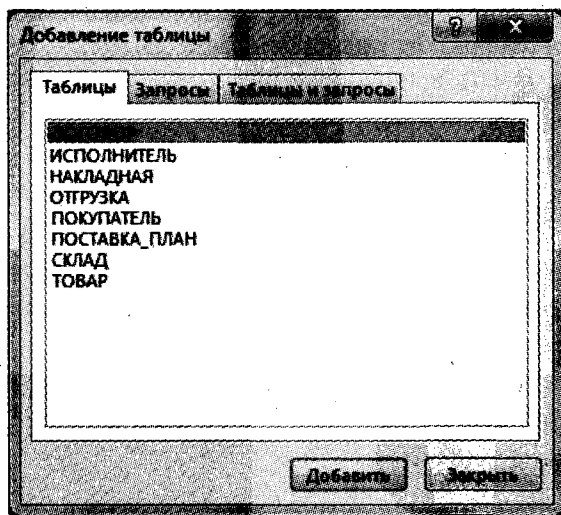 Добавление таблицы
?
Таблицы Запросы Таблицы и запросы
ИСПОЛНИТЕЛЬ
НАКЛАДНАЯ
ОТГРУЗКА
ПОКУПАТЕЛЬ
ПОСТАВКА_ПЛАН
СКЛАД
ТОВАР
Добавить Закрыть